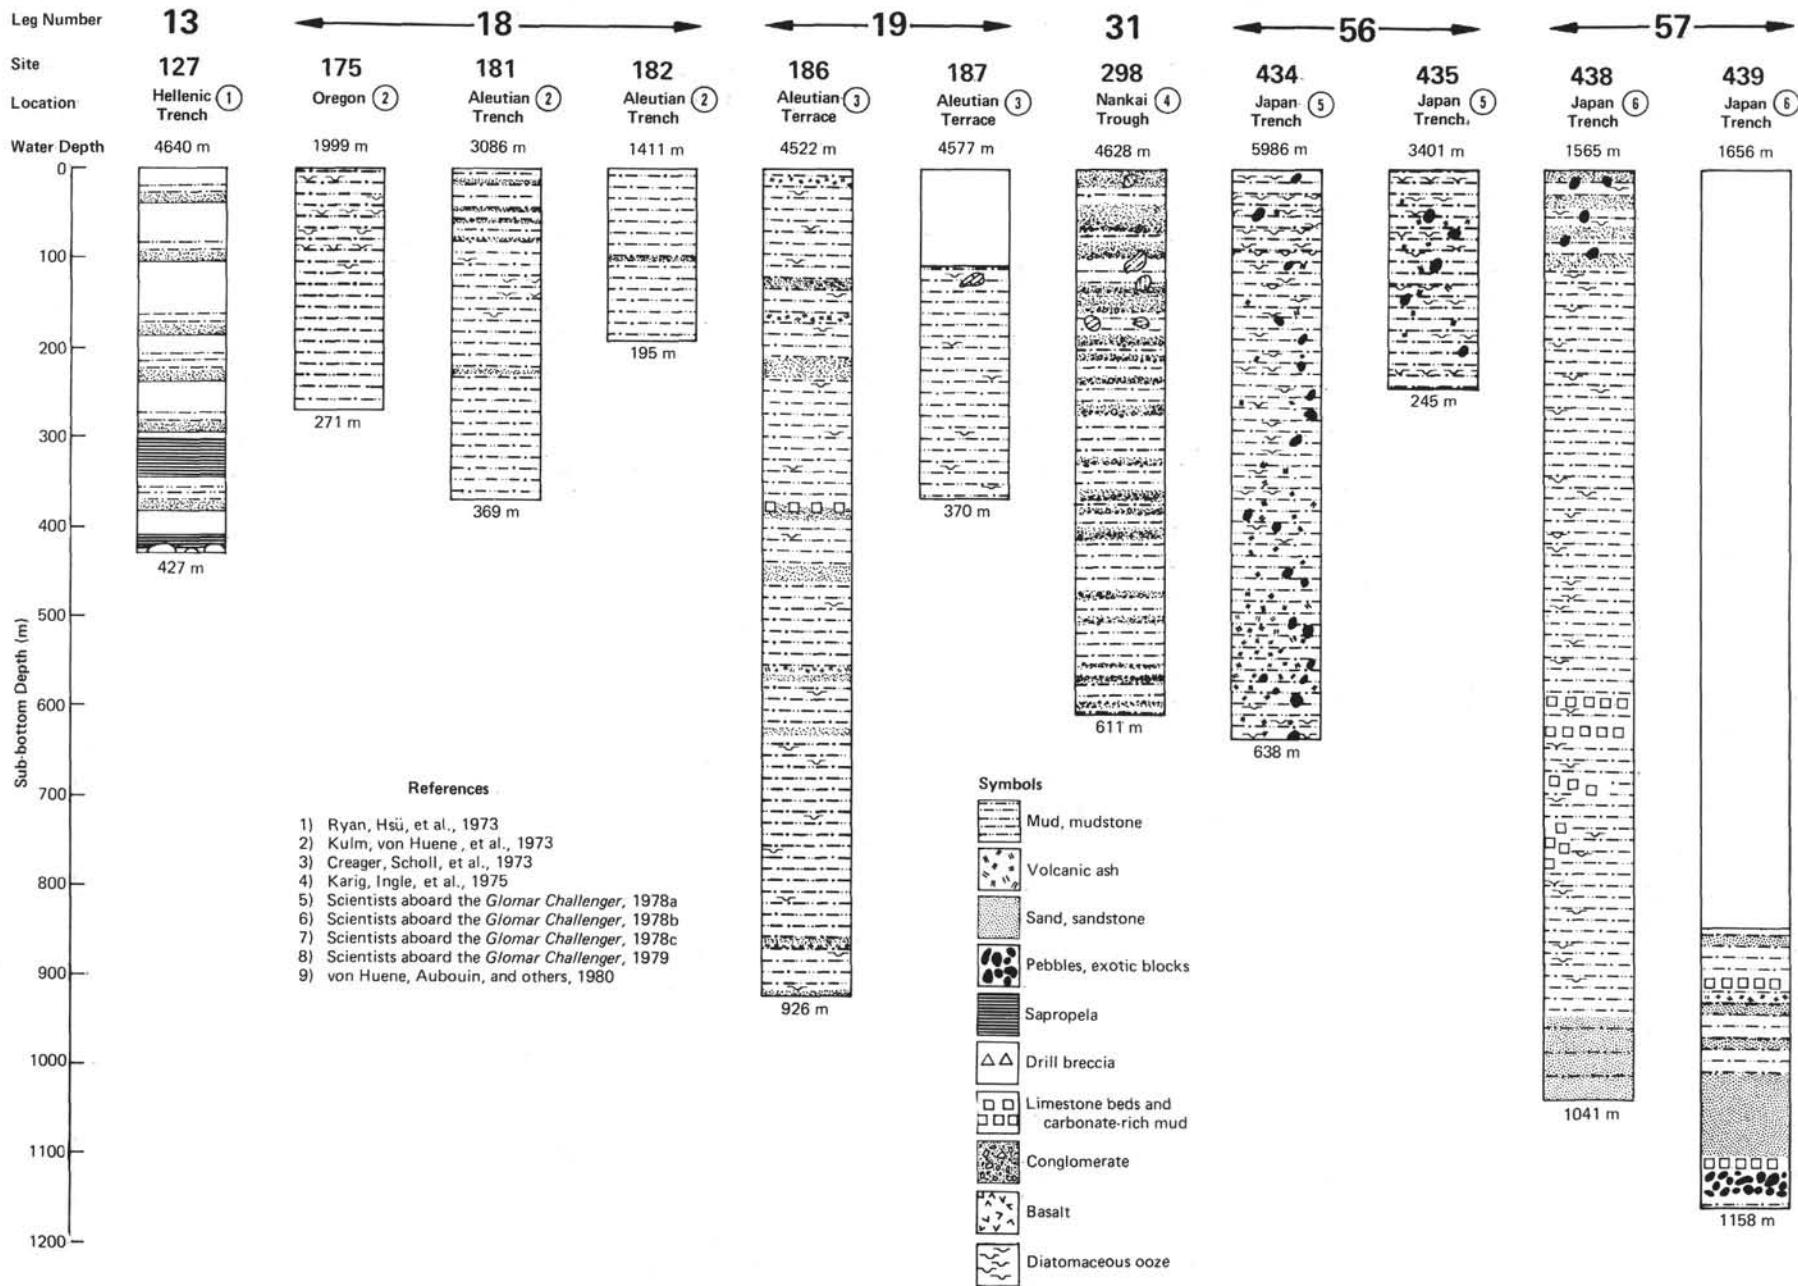 Leg Number 13 18 19 31 56 57
Site 127 175 181 182 186 187 298 434 435 438 439
Location Hellenic Trench 1 Oregon 2 Aleutian Trench 2 Aleutian Trench 2 Aleutian Terrace 3 Aleutian Terrace 3 Nankai Trough 4 Japan Trench 5 Japan Trench 5 Japan Trench 6 Japan Trench 6
Water Depth 4640 m 1999 m 3086 m 1411 m 4522 m 4577 m 4628 m 5986 m 3401 m 1565 m 1656 m
0
100
200
300
400
500
600
700
800
900
1000
1100
1200
Sub-bottom Depth (m)
427 m
271 m
369 m
195 m
926 m
370 m
611 m
638 m
245 m
1041 m
1158 m
References
1) Ryan, Hsü, et al., 1973
2) Kulm, von Huene, et al., 1973
3) Creager, Scholl, et al., 1973
4) Karig, Ingle, et al., 1975
5) Scientists aboard the Glomar Challenger, 1978a
6) Scientists aboard the Glomar Challenger, 1978b
7) Scientists aboard the Glomar Challenger, 1978c
8) Scientists aboard the Glomar Challenger, 1979
9) von Huene, Aubouin, and others, 1980
Symbols
Mud, mudstone
Volcanic ash
Sand, sandstone
Pebbles, exotic blocks
Sapropela
Drill breccia
Limestone beds and
carbonate-rich mud
Conglomerate
Basalt
Diatomaceous ooze